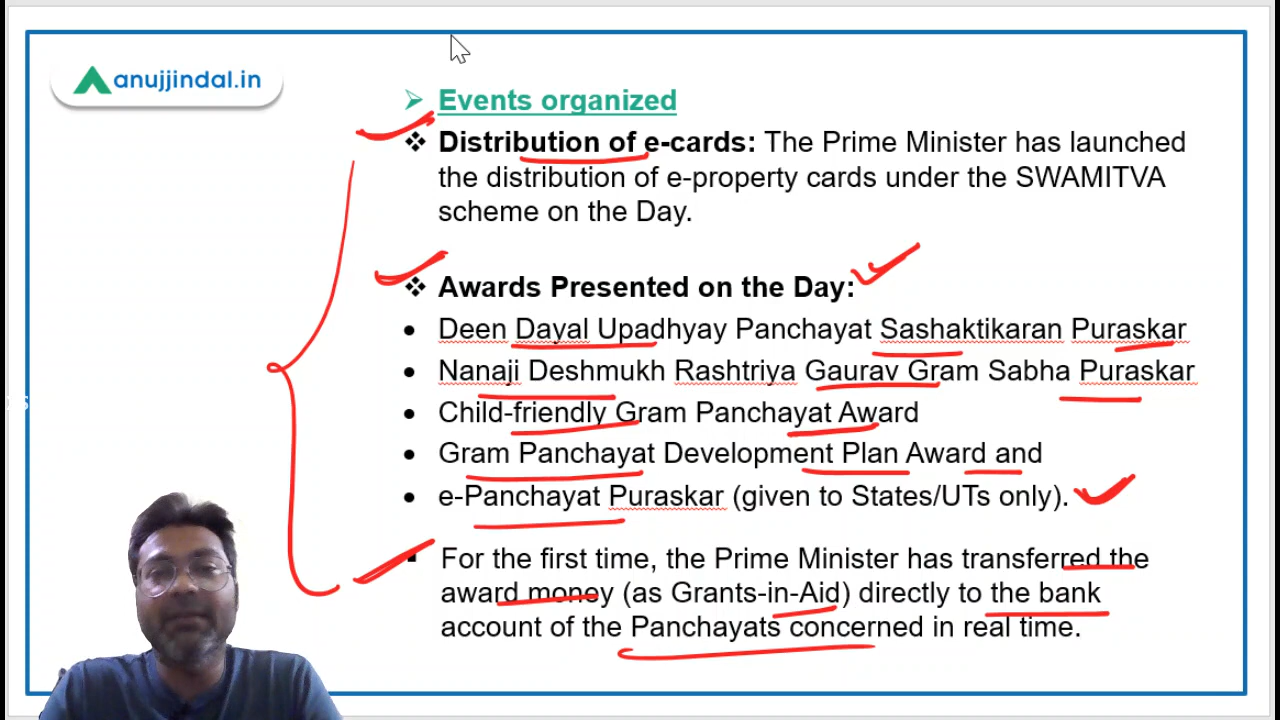 anujjindal.in
➢ Events organized
❖ Distribution of e-cards: The Prime Minister has launched
the distribution of e-property cards under the SWAMITVA
scheme on the Day.
❖ Awards Presented on the Day:
• Deen Dayal Upadhyay Panchayat Sashaktikaran Puraskar
• Nanaji Deshmukh Rashtriya Gaurav Gram Sabha Puraskar
• Child-friendly Gram Panchayat Award
• Gram Panchayat Development Plan Award and
• e-Panchayat Puraskar (given to States/UTs only).
▪ For the first time, the Prime Minister has transferred the
award money (as Grants-in-Aid) directly to the bank
account of the Panchayats concerned in real time.